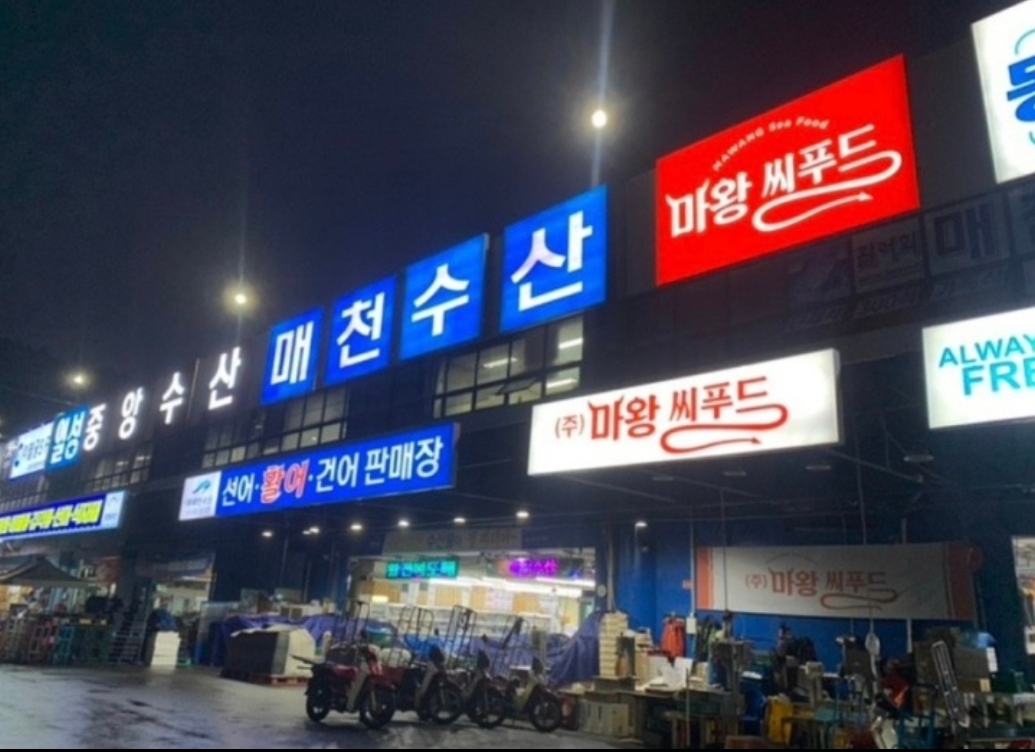 MAWANG Sea Food
마왕 씨푸드
매천수산
중앙수산
일성
(주)마왕 씨푸드
ALWAY
FRE
선어·활어·건어 판매장
(주)마왕 씨푸드